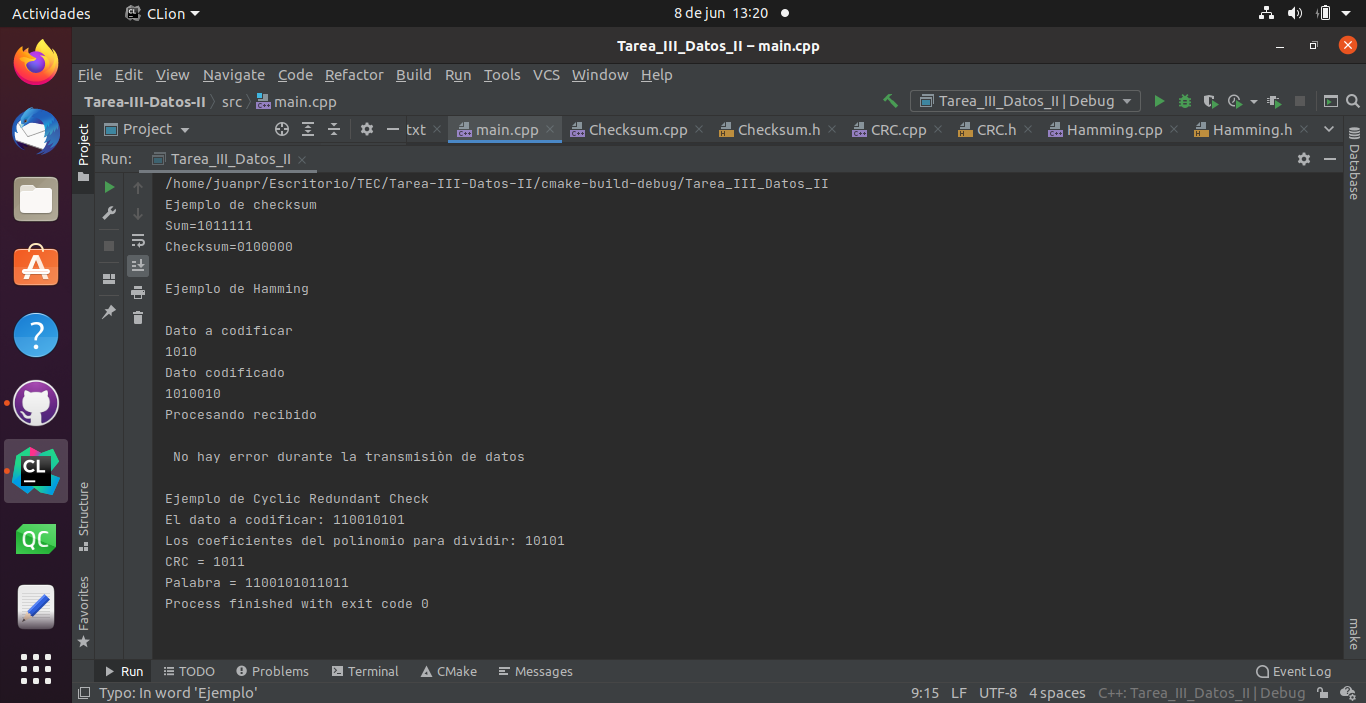 Actividades CLion 8 de jun 13:20
Tarea_III_Datos_II – main.cpp
File Edit View Navigate Code Refactor Build Run Tools VCS Window Help
Tarea-III-Datos-II src main.cpp Tarea_III_Datos_II | Debug
Project txt main.cpp Checksum.cpp Checksum.h CRC.cpp CRC.h Hamming.cpp Hamming.h
Project
Structure
Favorites
Database
make
Run: Tarea_III_Datos_II
/home/juanpr/Escritorio/TEC/Tarea-III-Datos-II/cmake-build-debug/Tarea_III_Datos_II
Ejemplo de checksum
Sum=1011111
Checksum=0100000
Ejemplo de Hamming
Dato a codificar
1010
Dato codificado
1010010
Procesando recibido
No hay error durante la transmisiòn de datos
Ejemplo de Cyclic Redundant Check
El dato a codificar: 110010101
Los coeficientes del polinomio para dividir: 10101
CRC = 1011
Palabra = 1100101011011
Process finished with exit code 0
CL
QC
Run TODO Problems Terminal CMake Messages Event Log
Typo: In word 'Ejemplo' 9:15 LF UTF-8 4 spaces C++: Tarea_III_Datos_II | Debug